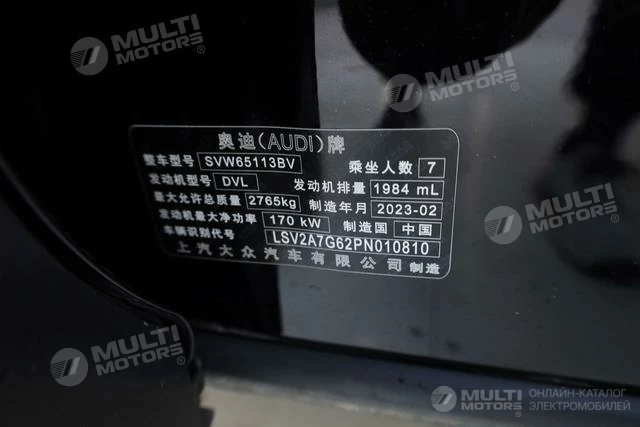 MULTI
MOTORS®
MULTI
MOTORS®
奥迪(AUDI)牌
整车型号 SVW65113BV 乘坐人数 7
发动机型号 DVL 发动机排量 1984 mL
最大允许总质量 2765kg 制造年月 2023-02
发动机最大净功率 170 kW 制造国 中国
车辆识别代号 LSV2A7G62PN010810
上汽大众汽车有限公司 制造
MULTI
MOTORS®
MULTI
MOTORS®
MULTI
MOTORS®
ОНЛАЙН-КАТАЛОГ
ЭЛЕКТРОМОБИЛЕЙ